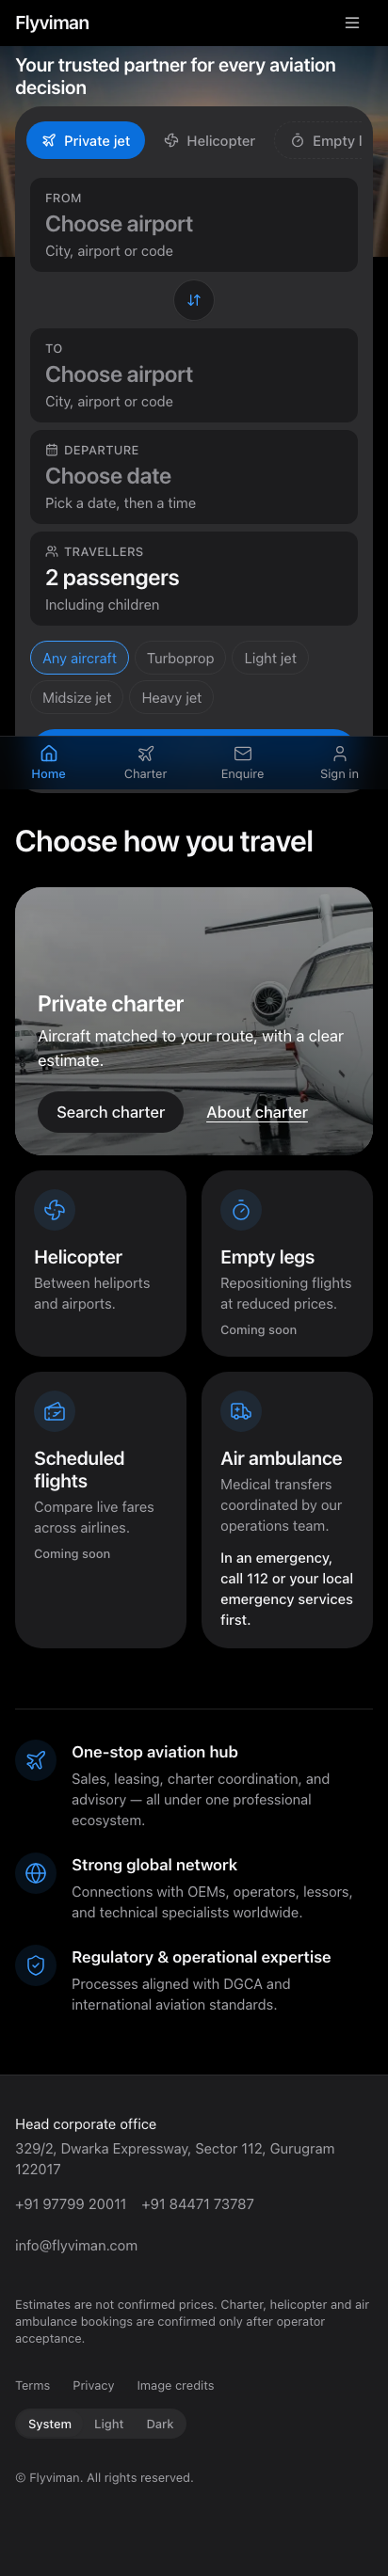 Flyviman
Your trusted partner for every aviation
decision
Private jet
Helicopter
Empty
FROM
Choose airport
City, airport or code
TO
Choose airport
City, airport or code
DEPARTURE
Choose date
Pick a date, then a time
TRAVELLERS
2 passengers
Including children
Any aircraft
Turboprop
Light jet
Midsize jet
Heavy jet
Home
Charter
Enquire
Sign in
Choose how you travel
Private charter
Aircraft matched to your route, with a clear
estimate.
Search charter
About charter
Helicopter
Between heliports
and airports.
Empty legs
Repositioning flights
at reduced prices.
Coming soon
Scheduled
flights
Compare live fares
across airlines.
Coming soon
Air ambulance
Medical transfers
coordinated by our
operations team.
In an emergency,
call 112 or your local
emergency services
first.
One-stop aviation hub
Sales, leasing, charter coordination, and
advisory — all under one professional
ecosystem.
Strong global network
Connections with OEMs, operators, lessors,
and technical specialists worldwide.
Regulatory & operational expertise
Processes aligned with DGCA and
international aviation standards.
Head corporate office
329/2, Dwarka Expressway, Sector 112, Gurugram
122017
+91 97799 20011
+91 84471 73787
info@flyviman.com
Estimates are not confirmed prices. Charter, helicopter and air
ambulance bookings are confirmed only after operator
acceptance.
Terms
Privacy
Image credits
System
Light
Dark
© Flyviman. All rights reserved.